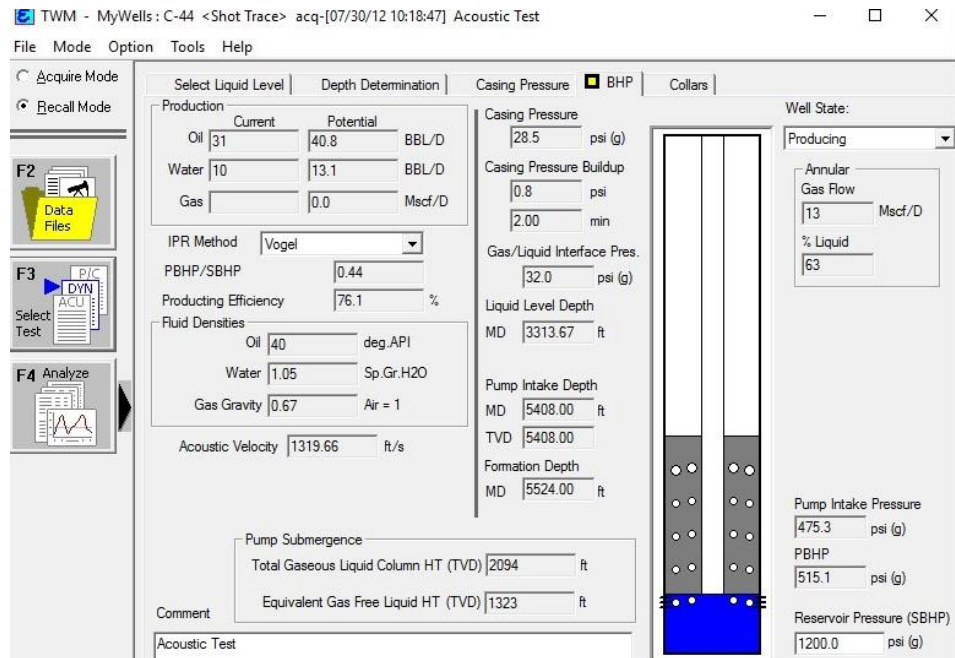 TWM - MyWells : C-44 <Shot Trace> acq-[07/30/12 10:18:47] Acoustic Test
File Mode Option Tools Help
Acquire Mode
Recall Mode
F2
Data
Files
F3
P/C
DYN
ACU
Select
Test
F4 Analyze
Select Liquid Level
Depth Determination
Casing Pressure
BHP
Collars
Production
Current Potential
Oil 31 40.8 BBL/D
Water 10 13.1 BBL/D
Gas 0.0 Mscf/D
IPR Method Vogel
PBHP/SBHP 0.44
Producting Efficiency 76.1 %
Fluid Densities
Oil 40 deg.API
Water 1.05 Sp.Gr.H2O
Gas Gravity 0.67 Air = 1
Acoustic Velocity 1319.66 ft/s
Casing Pressure
28.5 psi (g)
Casing Pressure Buildup
0.8 psi
2.00 min
Gas/Liquid Interface Pres.
32.0 psi (g)
Liquid Level Depth
MD 3313.67 ft
Pump Intake Depth
MD 5408.00 ft
TVD 5408.00
Formation Depth
MD 5524.00 ft
Pump Submergence
Total Gaseous Liquid Column HT (TVD) 2094 ft
Equivalent Gas Free Liquid HT (TVD) 1323 ft
Comment
Acoustic Test
Well State:
Producing
Annular
Gas Flow
13 Mscf/D
% Liquid
63
Pump Intake Pressure
475.3 psi (g)
PBHP
515.1 psi (g)
Reservoir Pressure (SBHP)
1200.0 psi (g)